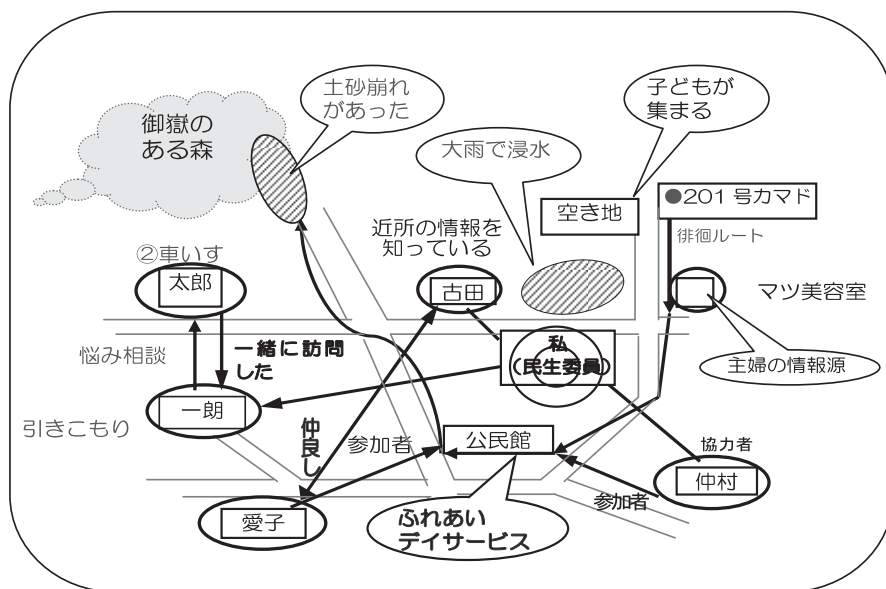 御嶽の
ある森
土砂崩れ
があった
子どもが
集まる
大雨で浸水
空き地
●201 号カマド
徘徊ルート
近所の情報を
知っている
②車いす
太郎
古田
マツ美容室
私
(民生委員)
悩み相談
一緒に訪問
した
主婦の情報源
一朗
引きこもり
仲良し
参加者
公民館
協力者
仲村
参加者
愛子
ふれあい
デイサービス